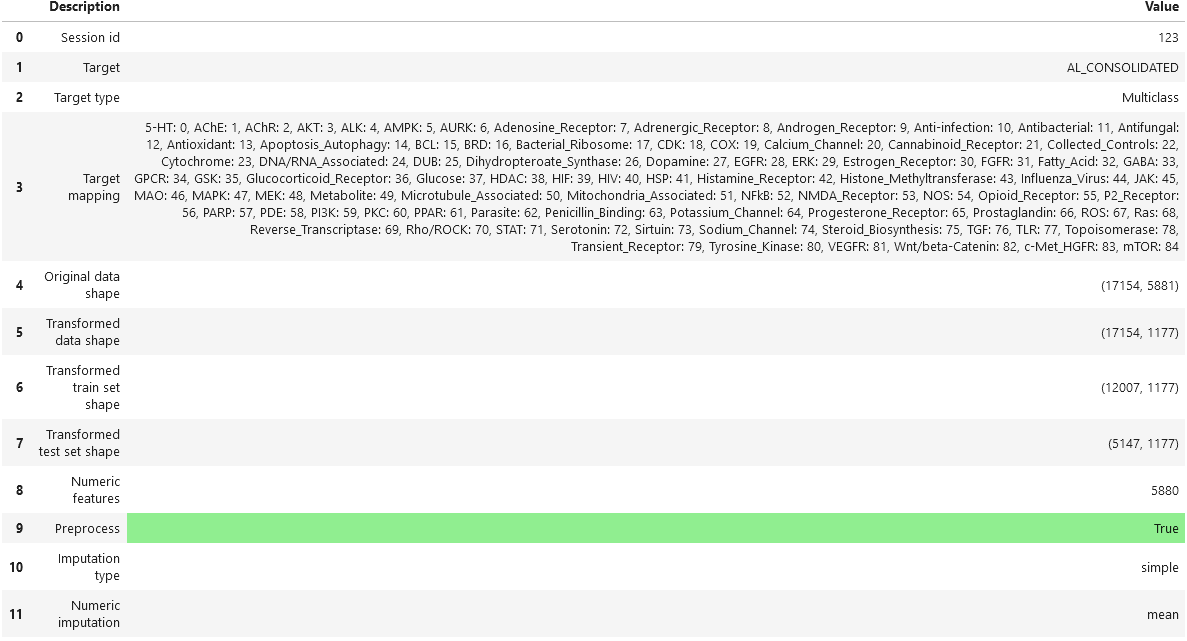 Description Value
0 Session id 123
1 Target AL_CONSOLIDATED
2 Target type Multiclass
5-HT: 0, AChE: 1, AChR: 2, AKT: 3, ALK: 4, AMPK: 5, AURK: 6, Adenosine_Receptor: 7, Adrenergic_Receptor: 8, Androgen_Receptor: 9, Anti-infection: 10, Antibacterial: 11, Antifungal:
12, Antioxidant: 13, Apoptosis_Autophagy: 14, BCL: 15, BRD: 16, Bacterial_Ribosome: 17, CDK: 18, COX: 19, Calcium_Channel: 20, Cannabinoid_Receptor: 21, Collected_Controls: 22,
Cytochrome: 23, DNA/RNA_Associated: 24, DUB: 25, Dihydropteroate_Synthase: 26, Dopamine: 27, EGFR: 28, ERK: 29, Estrogen_Receptor: 30, FGFR: 31, Fatty_Acid: 32, GABA: 33,
3 Target mapping GPCR: 34, GSK: 35, Glucocorticoid_Receptor: 36, Glucose: 37, HDAC: 38, HIF: 39, HIV: 40, HSP: 41, Histamine_Receptor: 42, Histone_Methyltransferase: 43, Influenza_Virus: 44, JAK: 45,
MAO: 46, MAPK: 47, MEK: 48, Metabolite: 49, Microtubule_Associated: 50, Mitochondria_Associated: 51, NFkB: 52, NMDA_Receptor: 53, NOS: 54, Opioid_Receptor: 55, P2_Receptor:
56, PARP: 57, PDE: 58, PI3K: 59, PKC: 60, PPAR: 61, Parasite: 62, Penicillin_Binding: 63, Potassium_Channel: 64, Progesterone_Receptor: 65, Prostaglandin: 66, ROS: 67, Ras: 68,
Reverse_Transcriptase: 69, Rho/ROCK: 70, STAT: 71, Serotonin: 72, Sirtuin: 73, Sodium_Channel: 74, Steroid_Biosynthesis: 75, TGF: 76, TLR: 77, Topoisomerase: 78,
Transient_Receptor: 79, Tyrosine_Kinase: 80, VEGFR: 81, Wnt/beta-Catenin: 82, c-Met_HGFR: 83, mTOR: 84
4 Original data shape (17154, 5881)
5 Transformed data shape (17154, 1177)
6 Transformed train set shape (12007, 1177)
7 Transformed test set shape (5147, 1177)
8 Numeric features 5880
9 Preprocess True
10 Imputation type simple
11 Numeric imputation mean